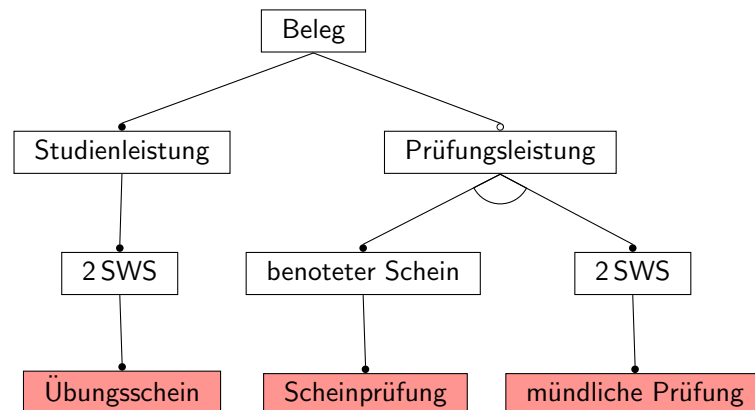 Beleg
Studienleistung
Prüfungsleistung
2 SWS
benoteter Schein
2 SWS
Übungsschein
Scheinprüfung
mündliche Prüfung